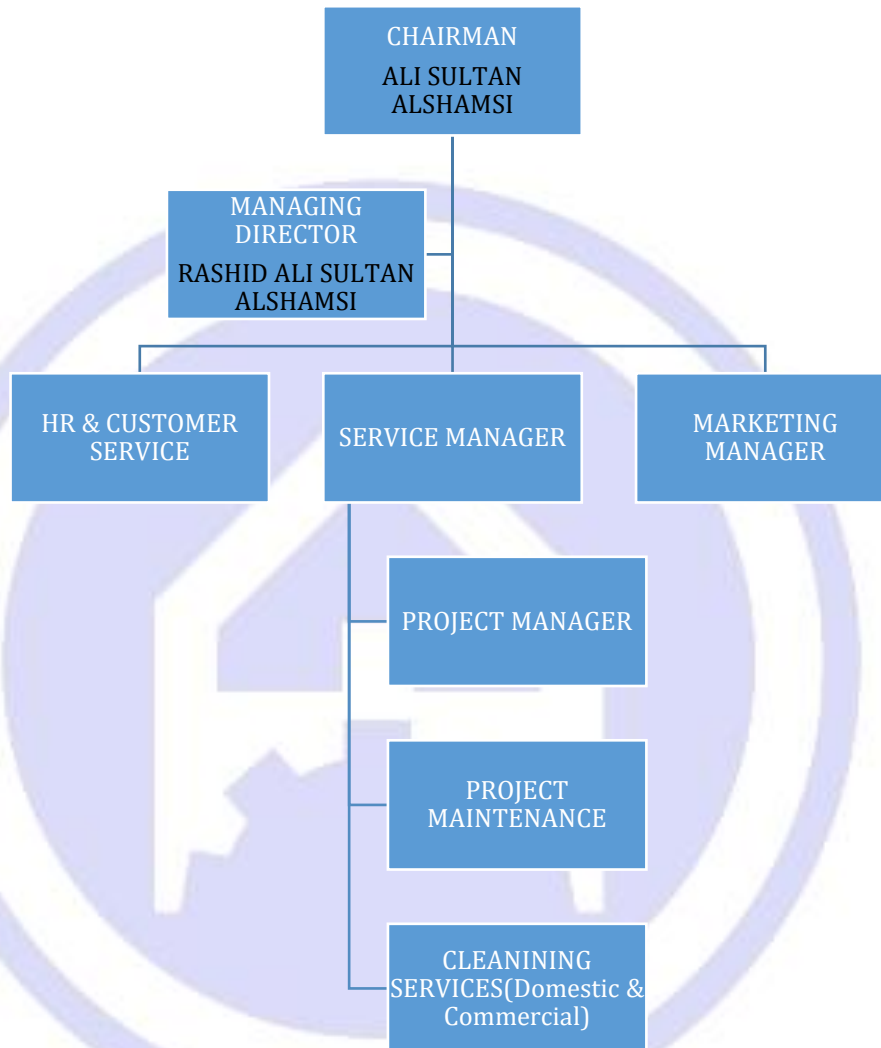 CHAIRMAN
ALI SULTAN
ALSHAMSI
MANAGING
DIRECTOR
RASHID ALI SULTAN
ALSHAMSI
HR & CUSTOMER
SERVICE
SERVICE MANAGER
MARKETING
MANAGER
PROJECT MANAGER
PROJECT
MAINTENANCE
CLEANINING
SERVICES(Domestic &
Commercial)